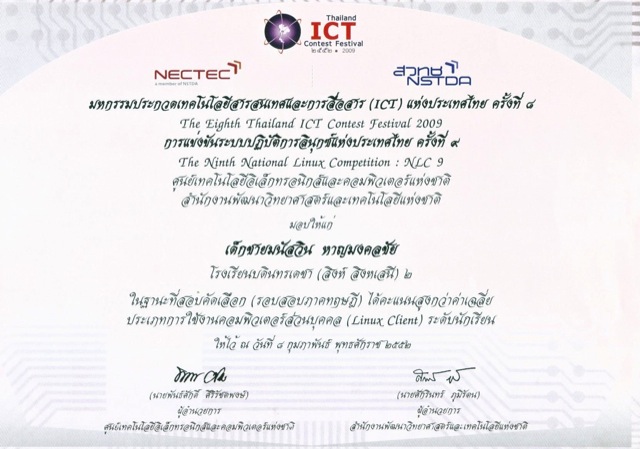 Thailand
ICT
Contest Festival
๒๕๕๒ • 2009
NECTEC
a member of NSTDA
สวทช
NSTDA
มหกรรมประกวดเทคโนโลยีสารสนเทศและการสื่อสาร (ICT) แห่งประเทศไทย ครั้งที่ ๘
The Eighth Thailand ICT Contest Festival 2009
การแข่งขันระบบปฏิบัติการลินุกซ์แห่งประเทศไทย ครั้งที่ ๙
The Ninth National Linux Competition : NLC 9
ศูนย์เทคโนโลยีอิเล็กทรอนิกส์และคอมพิวเตอร์แห่งชาติ
สำนักงานพัฒนาวิทยาศาสตร์และเทคโนโลยีแห่งชาติ
มอบให้แก่
เด็กชายมนัสวิน หาญมงคลชัย
โรงเรียนบดินทรเดชา (สิงห์ สิงหเสนี) ๒
ในฐานะที่สอบคัดเลือก (รอบสอบภาคทฤษฎี) ได้คะแนนสูงกว่าค่าเฉลี่ย
ประเภทการใช้งานคอมพิวเตอร์ส่วนบุคคล (Linux Client) ระดับนักเรียน
ให้ไว้ ณ วันที่ ๘ กุมภาพันธ์ พุทธศักราช ๒๕๕๒
(นายพันธ์ศักดิ์ ศิริรัชตพงษ์)
(นายศักรินทร์ ภูมิรัตน)
ผู้อำนวยการ
ผู้อำนวยการ
ศูนย์เทคโนโลยีอิเล็กทรอนิกส์และคอมพิวเตอร์แห่งชาติ
สำนักงานพัฒนาวิทยาศาสตร์และเทคโนโลยีแห่งชาติ